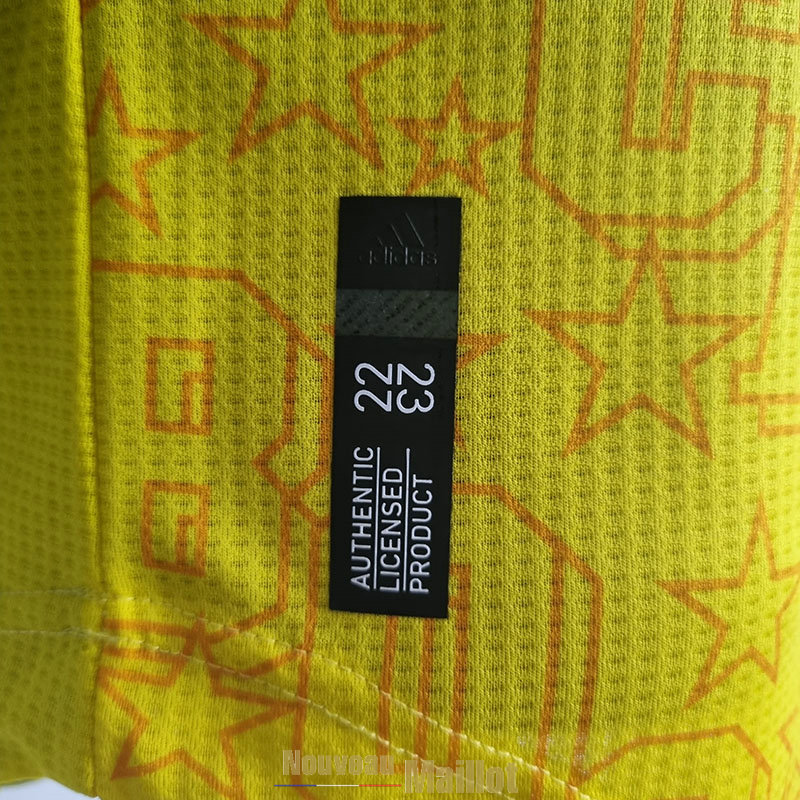 adidas
22
23
AUTHENTIC
LICENSED
PRODUCT
Nouveau Maillot